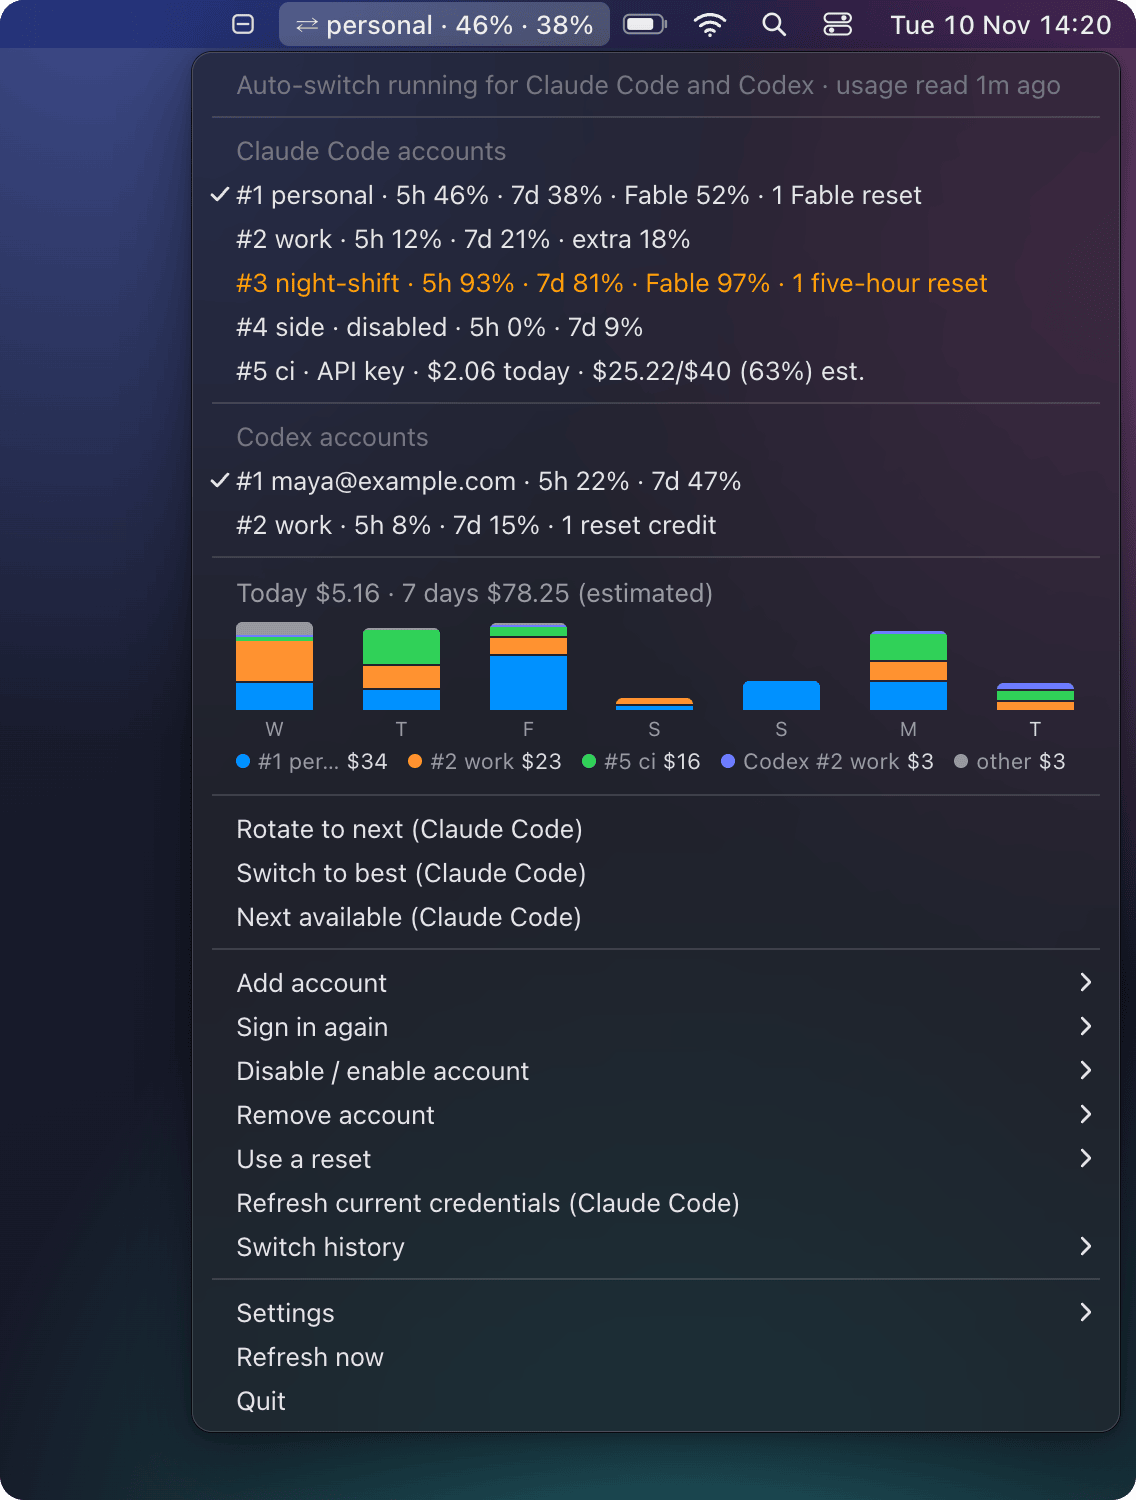 personal · 46% · 38%
Tue 10 Nov 14:20
Auto-switch running for Claude Code and Codex · usage read 1m ago
Claude Code accounts
#1 personal · 5h 46% · 7d 38% · Fable 52% · 1 Fable reset
#2 work · 5h 12% · 7d 21% · extra 18%
#3 night-shift · 5h 93% · 7d 81% · Fable 97% · 1 five-hour reset
#4 side · disabled · 5h 0% · 7d 9%
#5 ci · API key · $2.06 today · $25.22/$40 (63%) est.
Codex accounts
#1 maya@example.com · 5h 22% · 7d 47%
#2 work · 5h 8% · 7d 15% · 1 reset credit
Today $5.16 · 7 days $78.25 (estimated)
W T F S S M T
#1 per... $34 #2 work $23 #5 ci $16 Codex #2 work $3 other $3
Rotate to next (Claude Code)
Switch to best (Claude Code)
Next available (Claude Code)
Add account
Sign in again
Disable / enable account
Remove account
Use a reset
Refresh current credentials (Claude Code)
Switch history
Settings
Refresh now
Quit